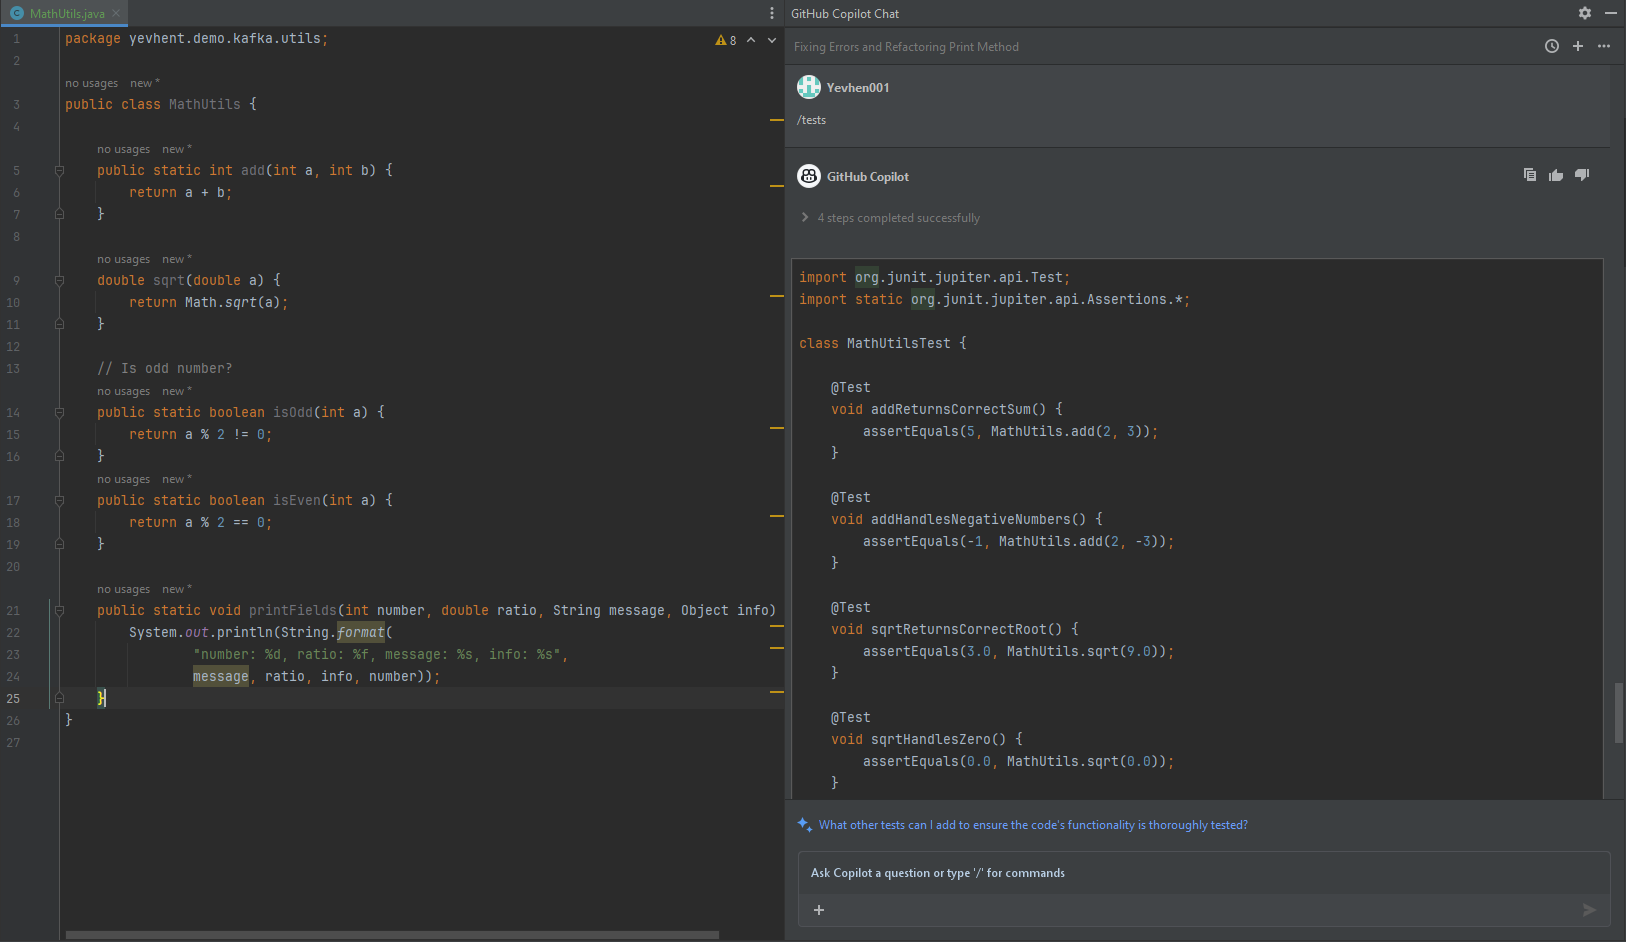 MathUtils.java
8
1 package yevhent.demo.kafka.utils;
2
no usages new *
3 public class MathUtils {
4
no usages new *
5 public static int add(int a, int b) {
6 return a + b;
7 }
8
no usages new *
9 double sqrt(double a) {
10 return Math.sqrt(a);
11 }
12
13 // Is odd number?
no usages new *
14 public static boolean isOdd(int a) {
15 return a % 2 != 0;
16 }
no usages new *
17 public static boolean isEven(int a) {
18 return a % 2 == 0;
19 }
20
no usages new *
21 public static void printFields(int number, double ratio, String message, Object info)
22 System.out.println(String.format(
23 "number: %d, ratio: %f, message: %s, info: %s",
24 message, ratio, info, number));
25 }
26 }
27
GitHub Copilot Chat
Fixing Errors and Refactoring Print Method
Yevhen001
/tests
GitHub Copilot
4 steps completed successfully
import org.junit.jupiter.api.Test;
import static org.junit.jupiter.api.Assertions.*;
class MathUtilsTest {
@Test
void addReturnsCorrectSum() {
assertEquals(5, MathUtils.add(2, 3));
}
@Test
void addHandlesNegativeNumbers() {
assertEquals(-1, MathUtils.add(2, -3));
}
@Test
void sqrtReturnsCorrectRoot() {
assertEquals(3.0, MathUtils.sqrt(9.0));
}
@Test
void sqrtHandlesZero() {
assertEquals(0.0, MathUtils.sqrt(0.0));
}
What other tests can I add to ensure the code's functionality is thoroughly tested?
Ask Copilot a question or type '/' for commands